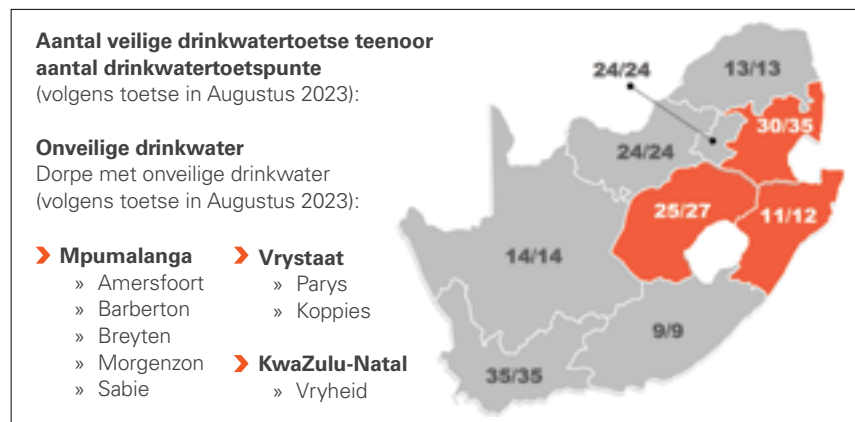 Aantal veilige drinkwatertoetse teenoor
aantal drinkwatertoetspunte
(volgens toetse in Augustus 2023):
Onveilige drinkwater
Dorpe met onveilige drinkwater
(volgens toetse in Augustus 2023):
Mpumalanga
» Amersfoort
» Barberton
» Breyten
» Morgenzon
» Sabie
Vrystaat
» Parys
» Koppies
KwaZulu-Natal
» Vryheid
24/24
13/13
30/35
24/24
25/27
11/12
14/14
9/9
35/35